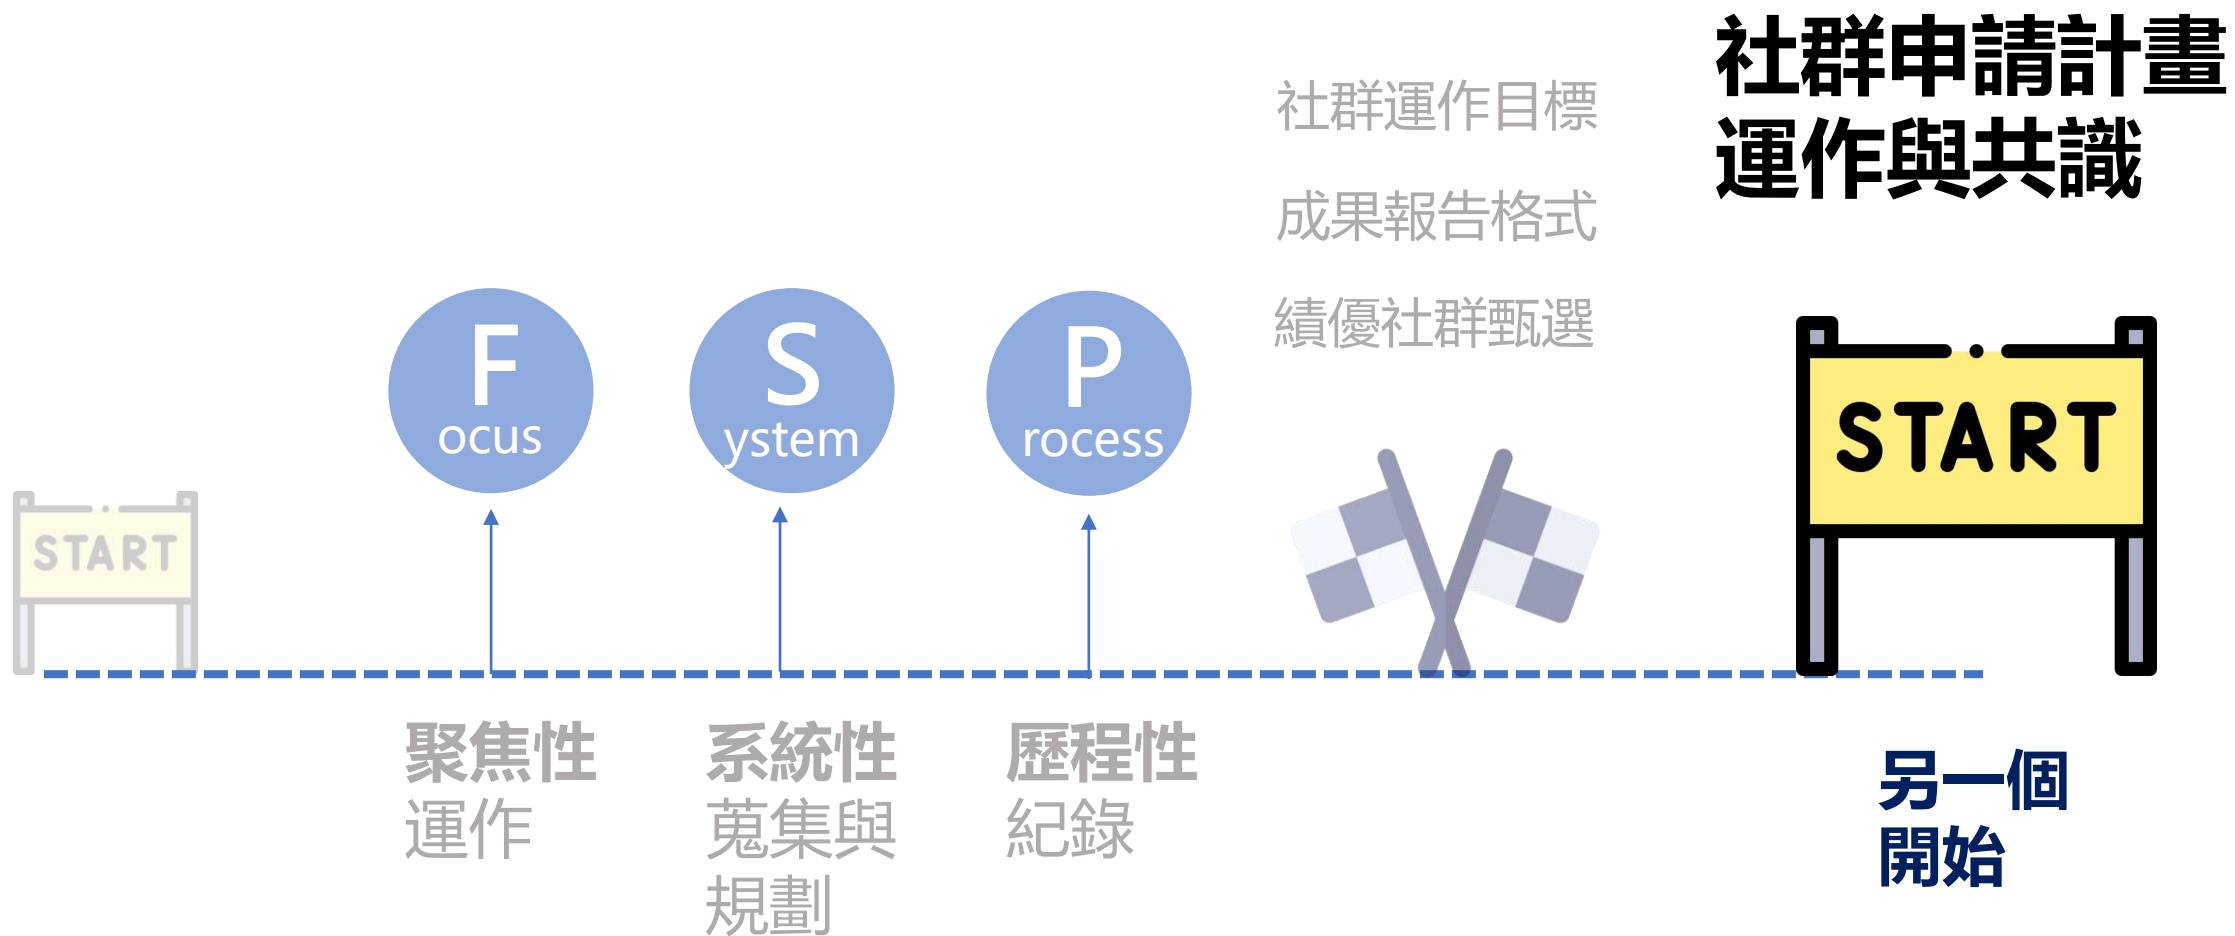 社群申請計畫
運作與共識
社群運作目標
成果報告格式
績優社群甄選
START
F
ocus
S
ystem
P
rocess
START
聚焦性
運作
系統性
蒐集與
規劃
歷程性
紀錄
另一個
開始